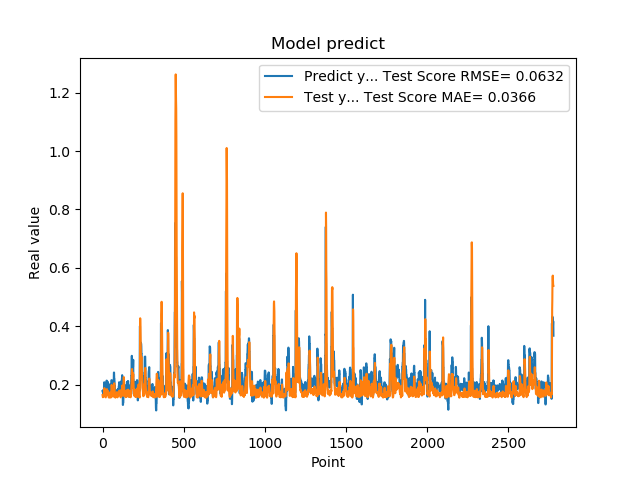 Model predict
Predict y... Test Score RMSE= 0.0632
Test y... Test Score MAE= 0.0366
Real value
1.2
1.0
0.8
0.6
0.4
0.2
0 500 1000 1500 2000 2500
Point